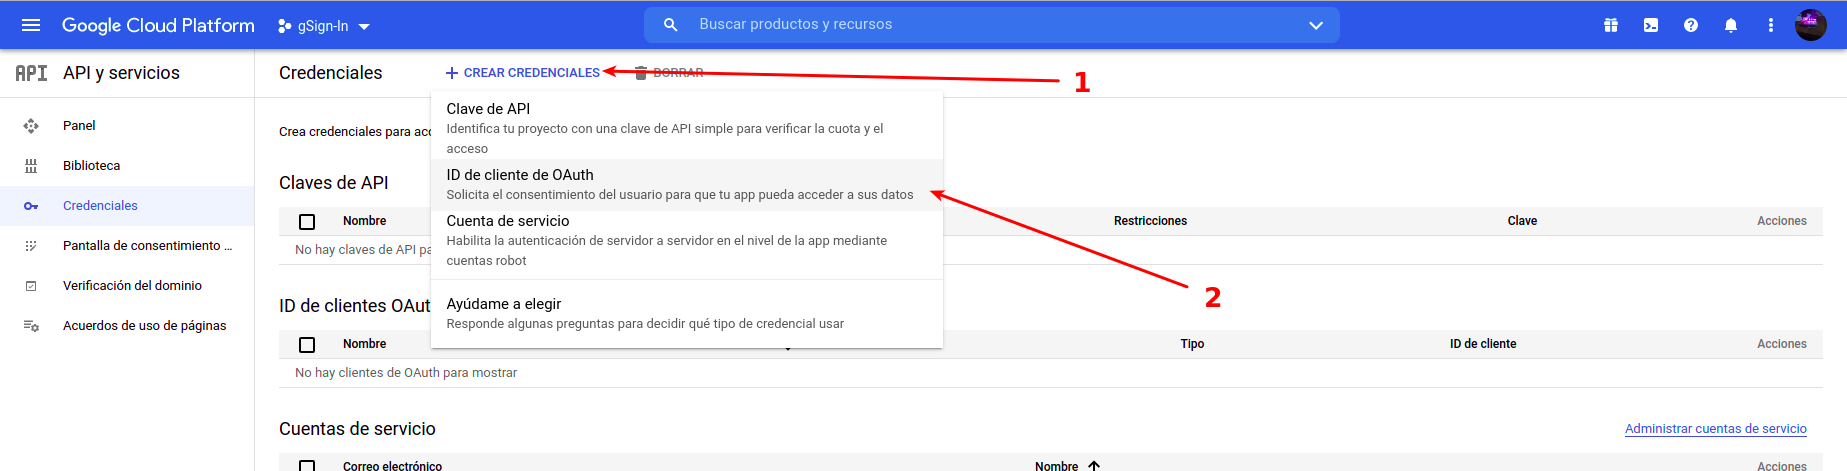 Google Cloud Platform
gSign-In
Buscar productos y recursos
API
API y servicios
Credenciales
CREAR CREDENCIALES
BORRAR
1
Panel
Biblioteca
Credenciales
Pantalla de consentimiento ...
Verificación del dominio
Acuerdos de uso de páginas
Crea credenciales para acc
Clave de API
Identifica tu proyecto con una clave de API simple para verificar la cuota y el
acceso
ID de cliente de OAuth
Solicita el consentimiento del usuario para que tu app pueda acceder a sus datos
Cuenta de servicio
Habilita la autenticación de servidor a servidor en el nivel de la app mediante
cuentas robot
Ayúdame a elegir
Responde algunas preguntas para decidir qué tipo de credencial usar
2
Claves de API
Nombre Restricciones Clave Acciones
No hay claves de API pa
ID de clientes OAut
Nombre Tipo ID de cliente Acciones
No hay clientes de OAuth para mostrar
Cuentas de servicio
Administrar cuentas de servicio
Correo electrónico Nombre Acciones